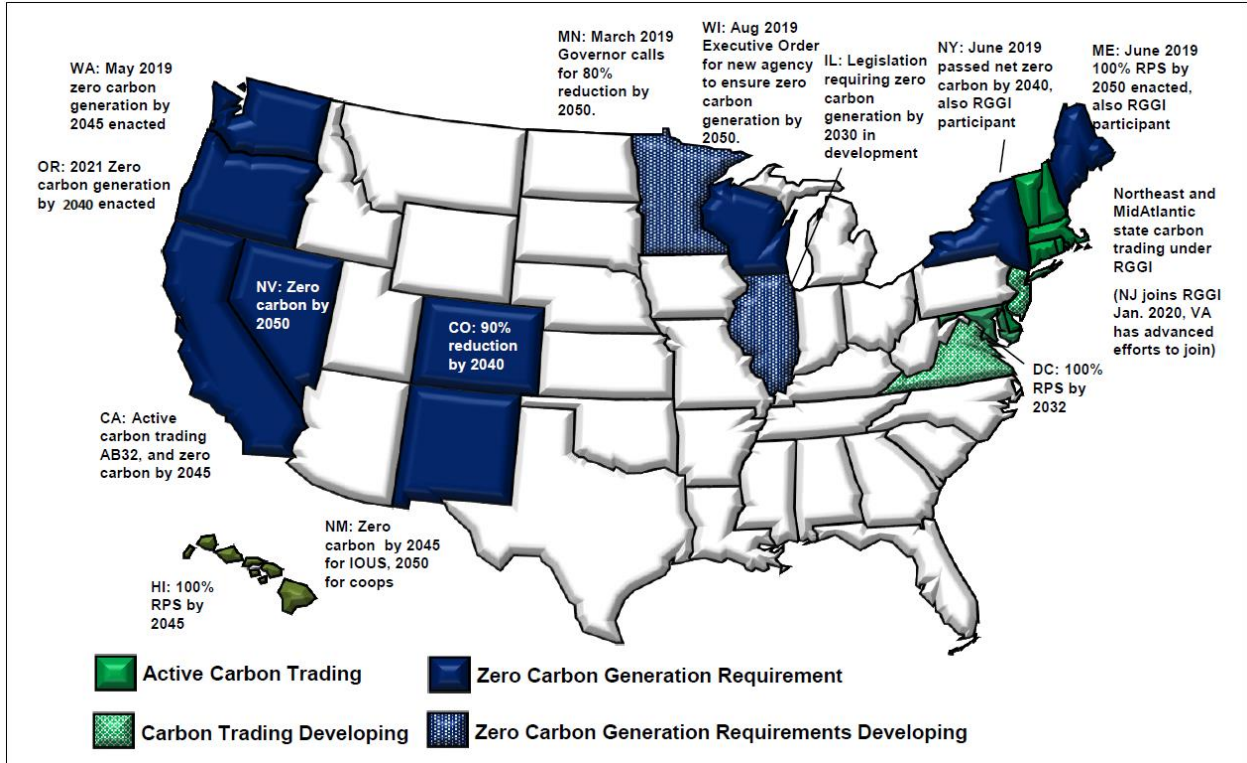 WA: May 2019
zero carbon
generation by
2045 enacted
OR: 2021 Zero
carbon generation
by 2040 enacted
MN: March 2019
Governor calls
for 80%
reduction by
2050.
WI: Aug 2019
Executive Order
for new agency
to ensure zero
carbon
generation by
2050.
IL: Legislation
requiring zero
carbon
generation by
2030 in
development
NY: June 2019
passed net zero
carbon by 2040,
also RGGI
participant
ME: June 2019
100% RPS by
2050 enacted,
also RGGI
participant
Northeast and
MidAtlantic
state carbon
trading under
RGGI
(NJ joins RGGI
Jan. 2020, VA
has advanced
efforts to join)
DC: 100%
RPS by
2032
NV: Zero
carbon by
2050
CO: 90%
reduction
by 2040
CA: Active
carbon trading
AB32, and zero
carbon by 2045
NM: Zero
carbon by 2045
for IOUS, 2050
for coops
HI: 100%
RPS by
2045
Active Carbon Trading
Zero Carbon Generation Requirement
Carbon Trading Developing
Zero Carbon Generation Requirements Developing